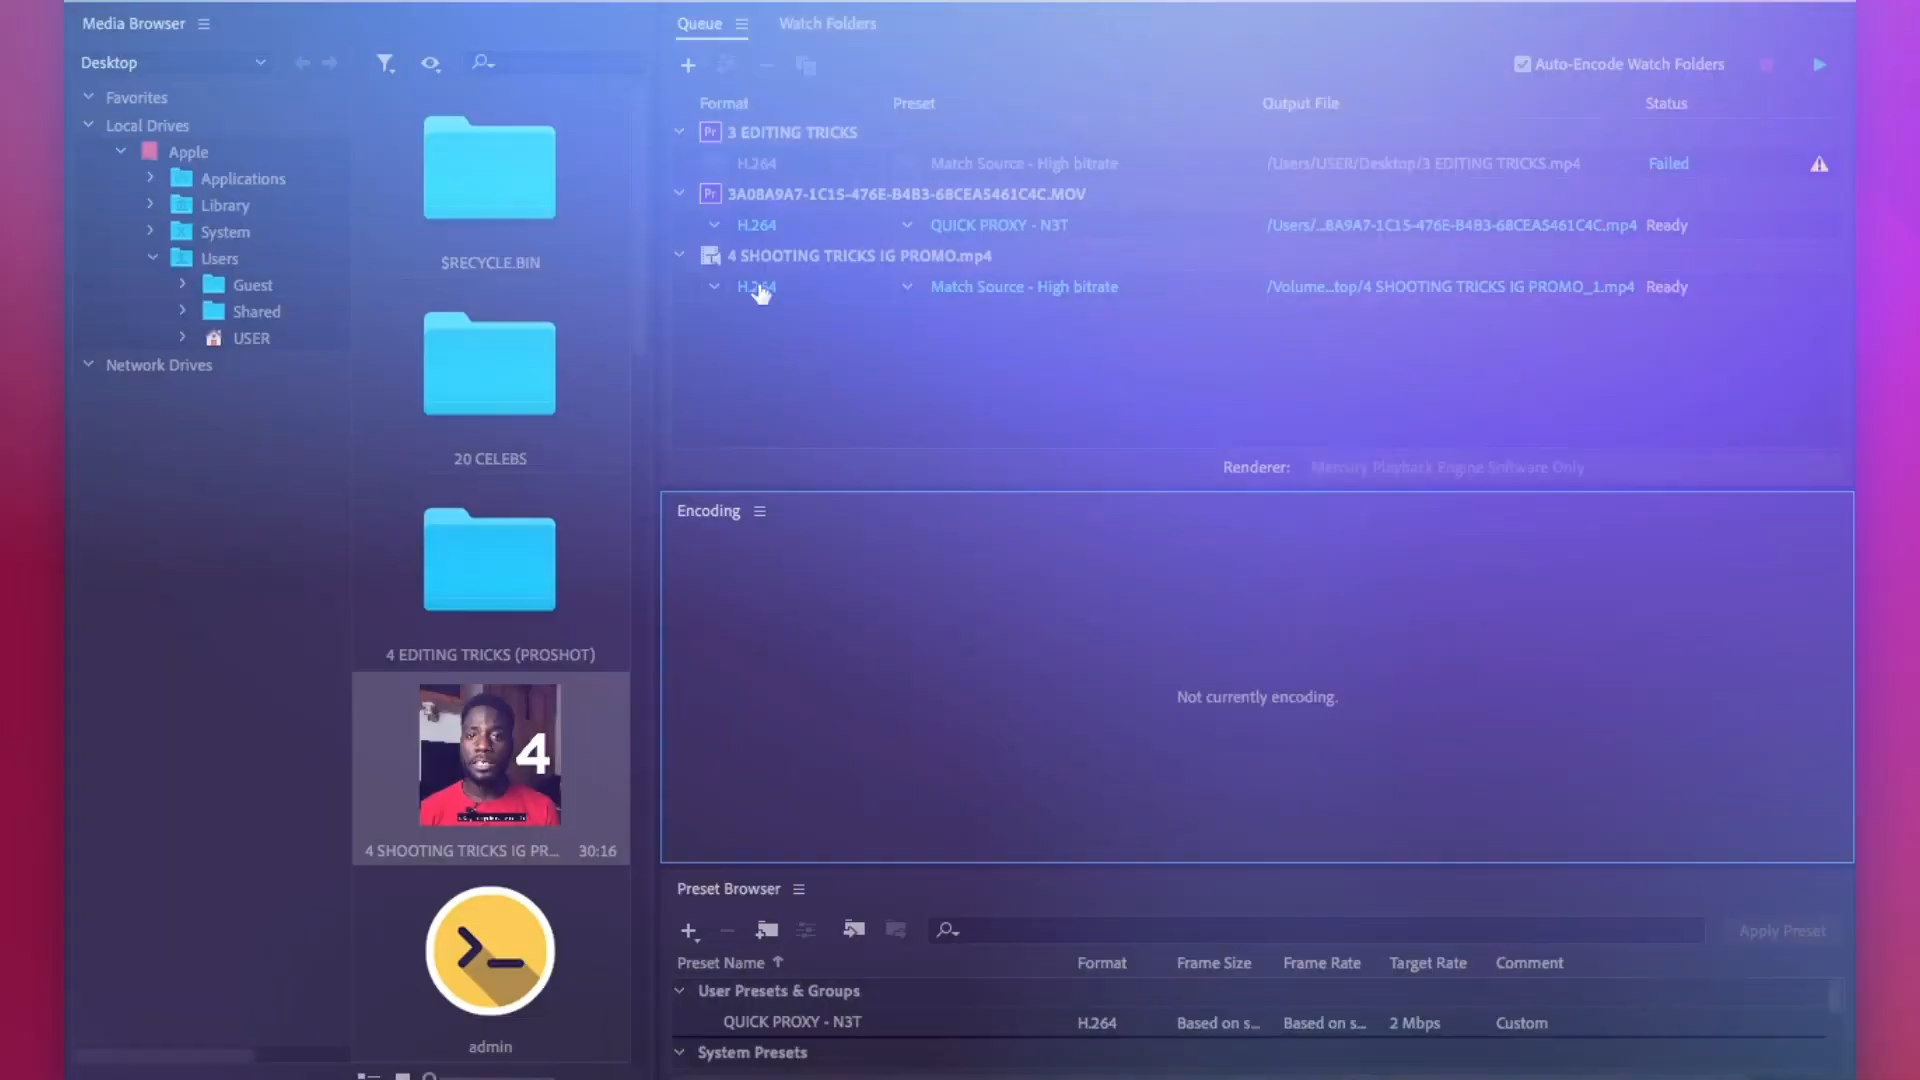 Media Browser
Desktop
Favorites
Local Drives
Apple
Applications
Library
System
Users
Guest
Shared
USER
Network Drives
$RECYCLE.BIN
20 CELEBS
4 EDITING TRICKS (PROSHOT)
4
4 SHOOTING TRICKS IG PR... 30:16
admin
Queue Watch Folders
Auto-Encode Watch Folders
Format Preset Output File Status
Pr 3 EDITING TRICKS
H.264 Match Source - High bitrate /Users/USER/Desktop/3 EDITING TRICKS.mp4 Failed
Pr 3A08A9A7-1C15-476E-B4B3-68CEA5461C4C.MOV
H.264 QUICK PROXY - N3T /Users/...8A9A7-1C15-476E-B4B3-68CEA5461C4C.mp4 Ready
4 SHOOTING TRICKS IG PROMO.mp4
H.264 Match Source - High bitrate /Volume...top/4 SHOOTING TRICKS IG PROMO_1.mp4 Ready
Renderer: Mercury Playback Engine Software Only
Encoding
Not currently encoding.
Preset Browser
Apply Preset
Preset Name Format Frame Size Frame Rate Target Rate Comment
User Presets & Groups
QUICK PROXY - N3T H.264 Based on s... Based on s... 2 Mbps Custom
System Presets